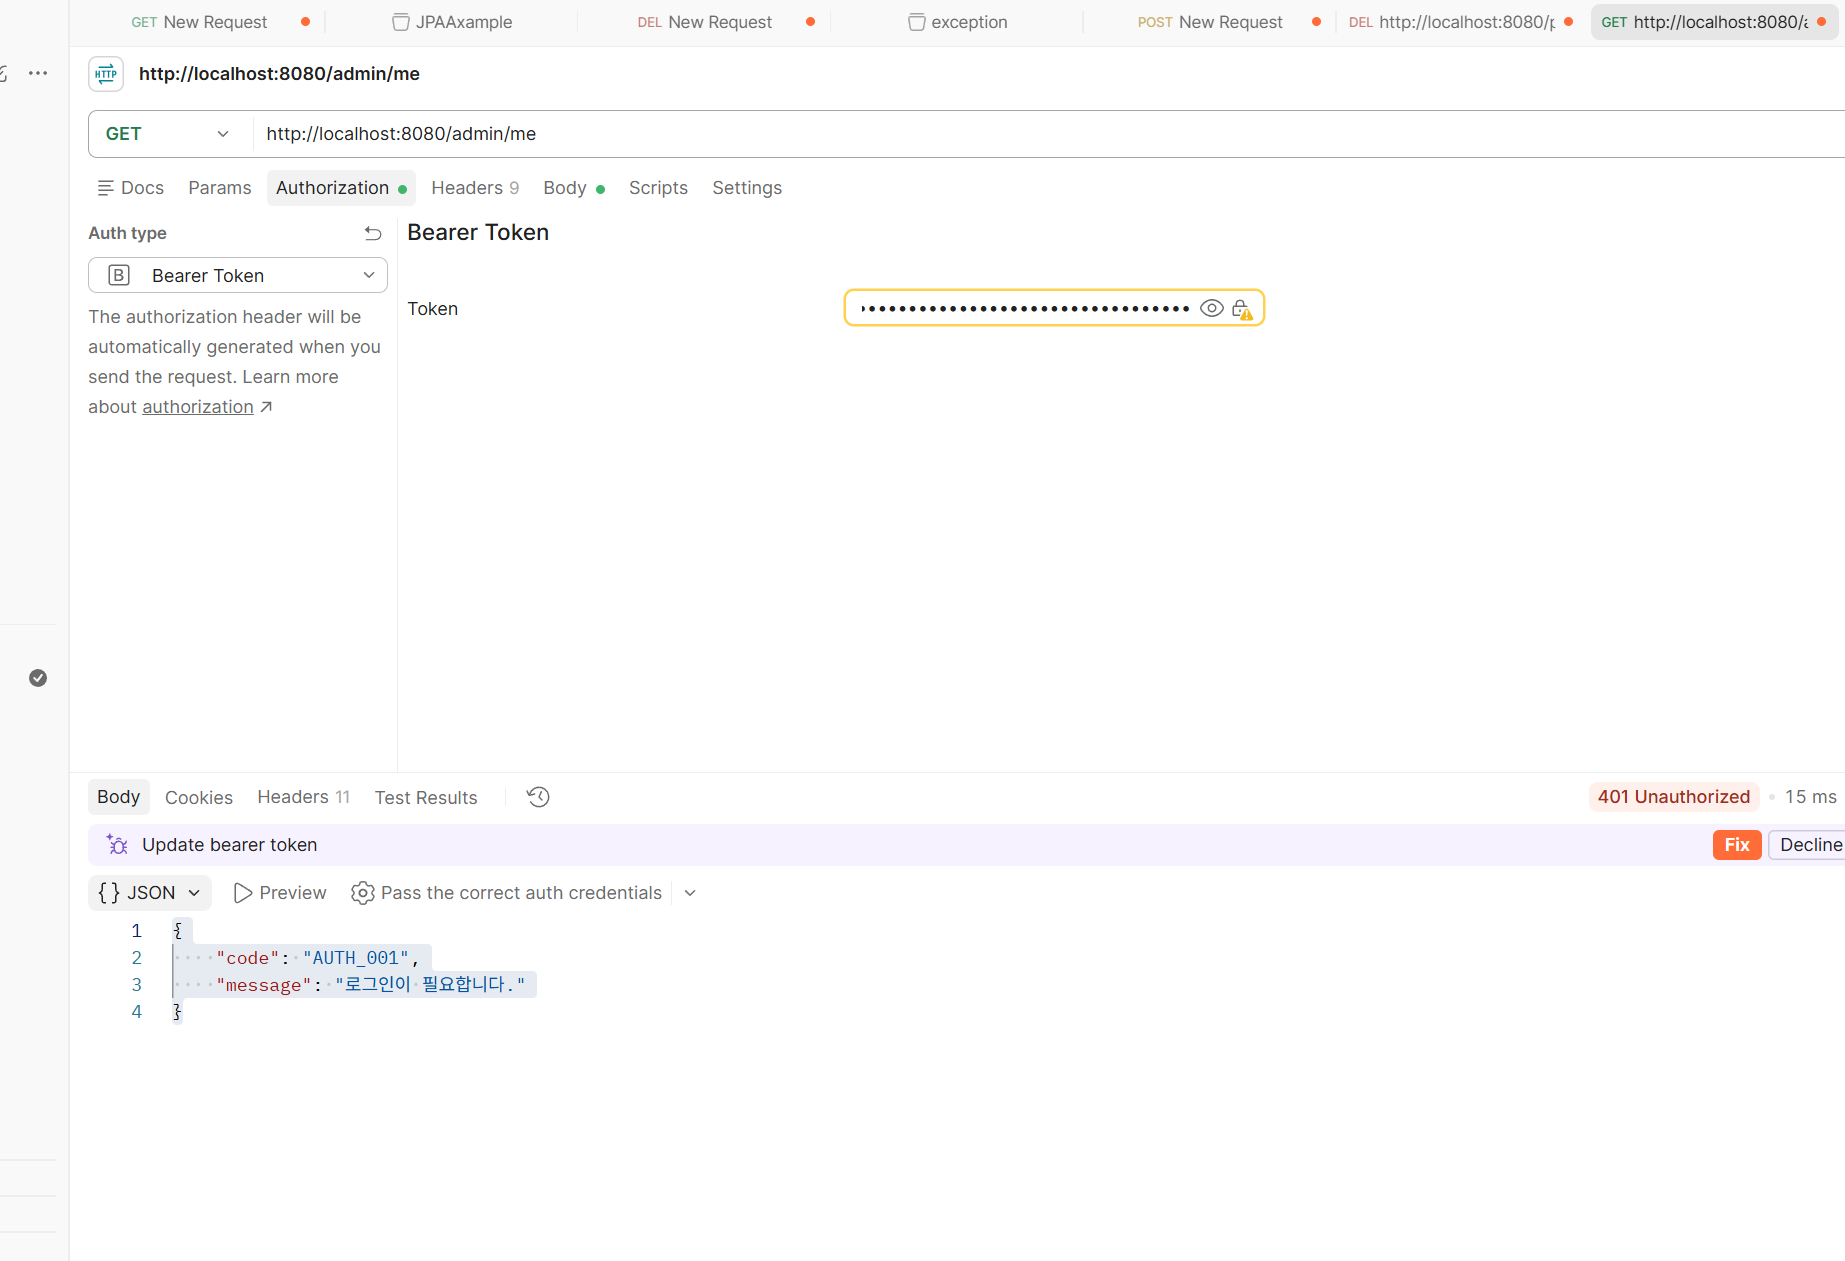 GET New Request
JPAAxample
DEL New Request
exception
POST New Request
DEL http://localhost:8080/p
GET http://localhost:8080/a
HTTP http://localhost:8080/admin/me
GET http://localhost:8080/admin/me
Docs Params Authorization Headers 9 Body Scripts Settings
Auth type
B Bearer Token
The authorization header will be
automatically generated when you
send the request. Learn more
about authorization
Bearer Token
Token
Body Cookies Headers 11 Test Results
401 Unauthorized 15 ms
Update bearer token
Fix Decline
{} JSON Preview Pass the correct auth credentials
1 {
2 "code": "AUTH_001",
3 "message": "로그인이 필요합니다."
4 }